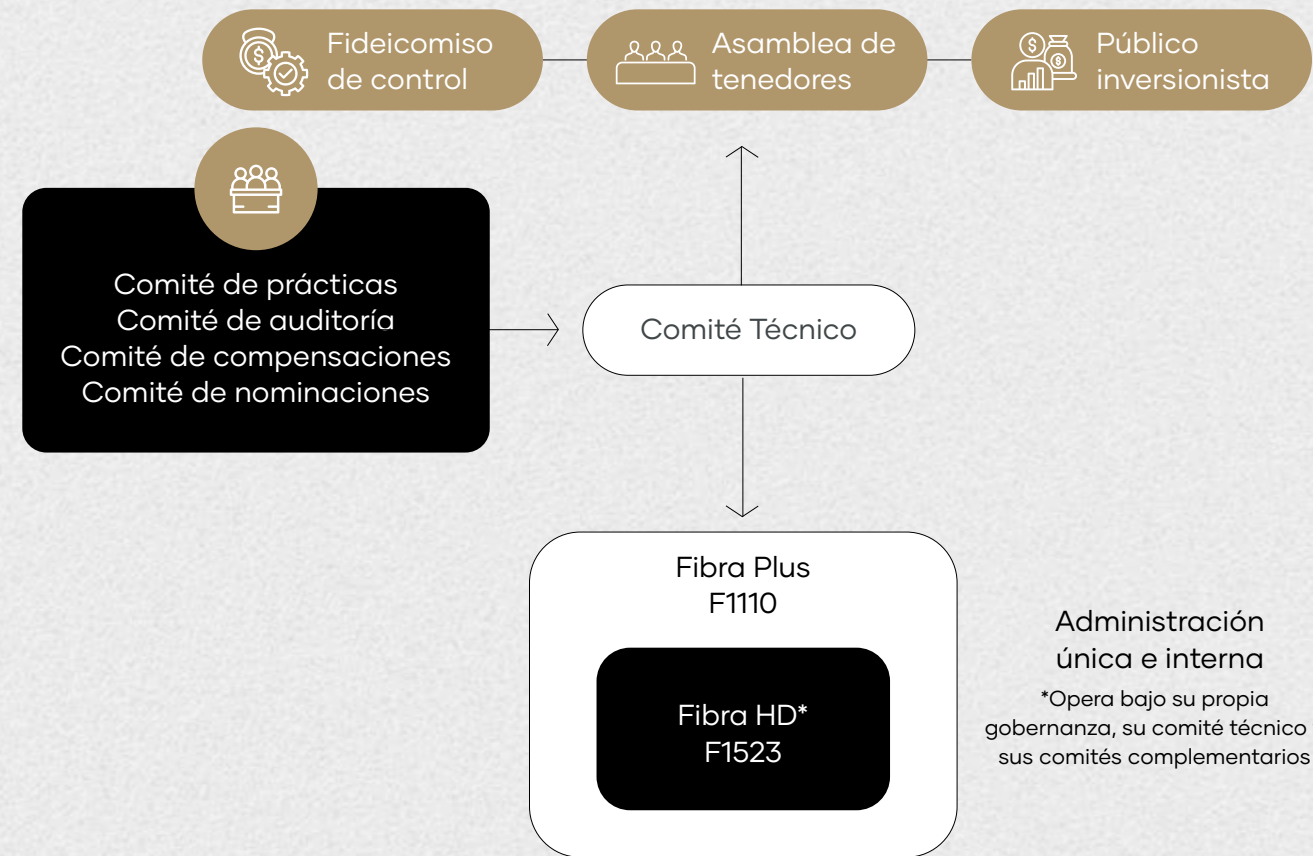 Fideicomiso
de control
Asamblea de
tenedores
Público
inversionista
Comité de prácticas
Comité de auditoría
Comité de compensaciones
Comité de nominaciones
Comité Técnico
Fibra Plus
F1110
Fibra HD*
F1523
Administración
única e interna
*Opera bajo su propia
gobernanza, su comité técnico
sus comités complementarios